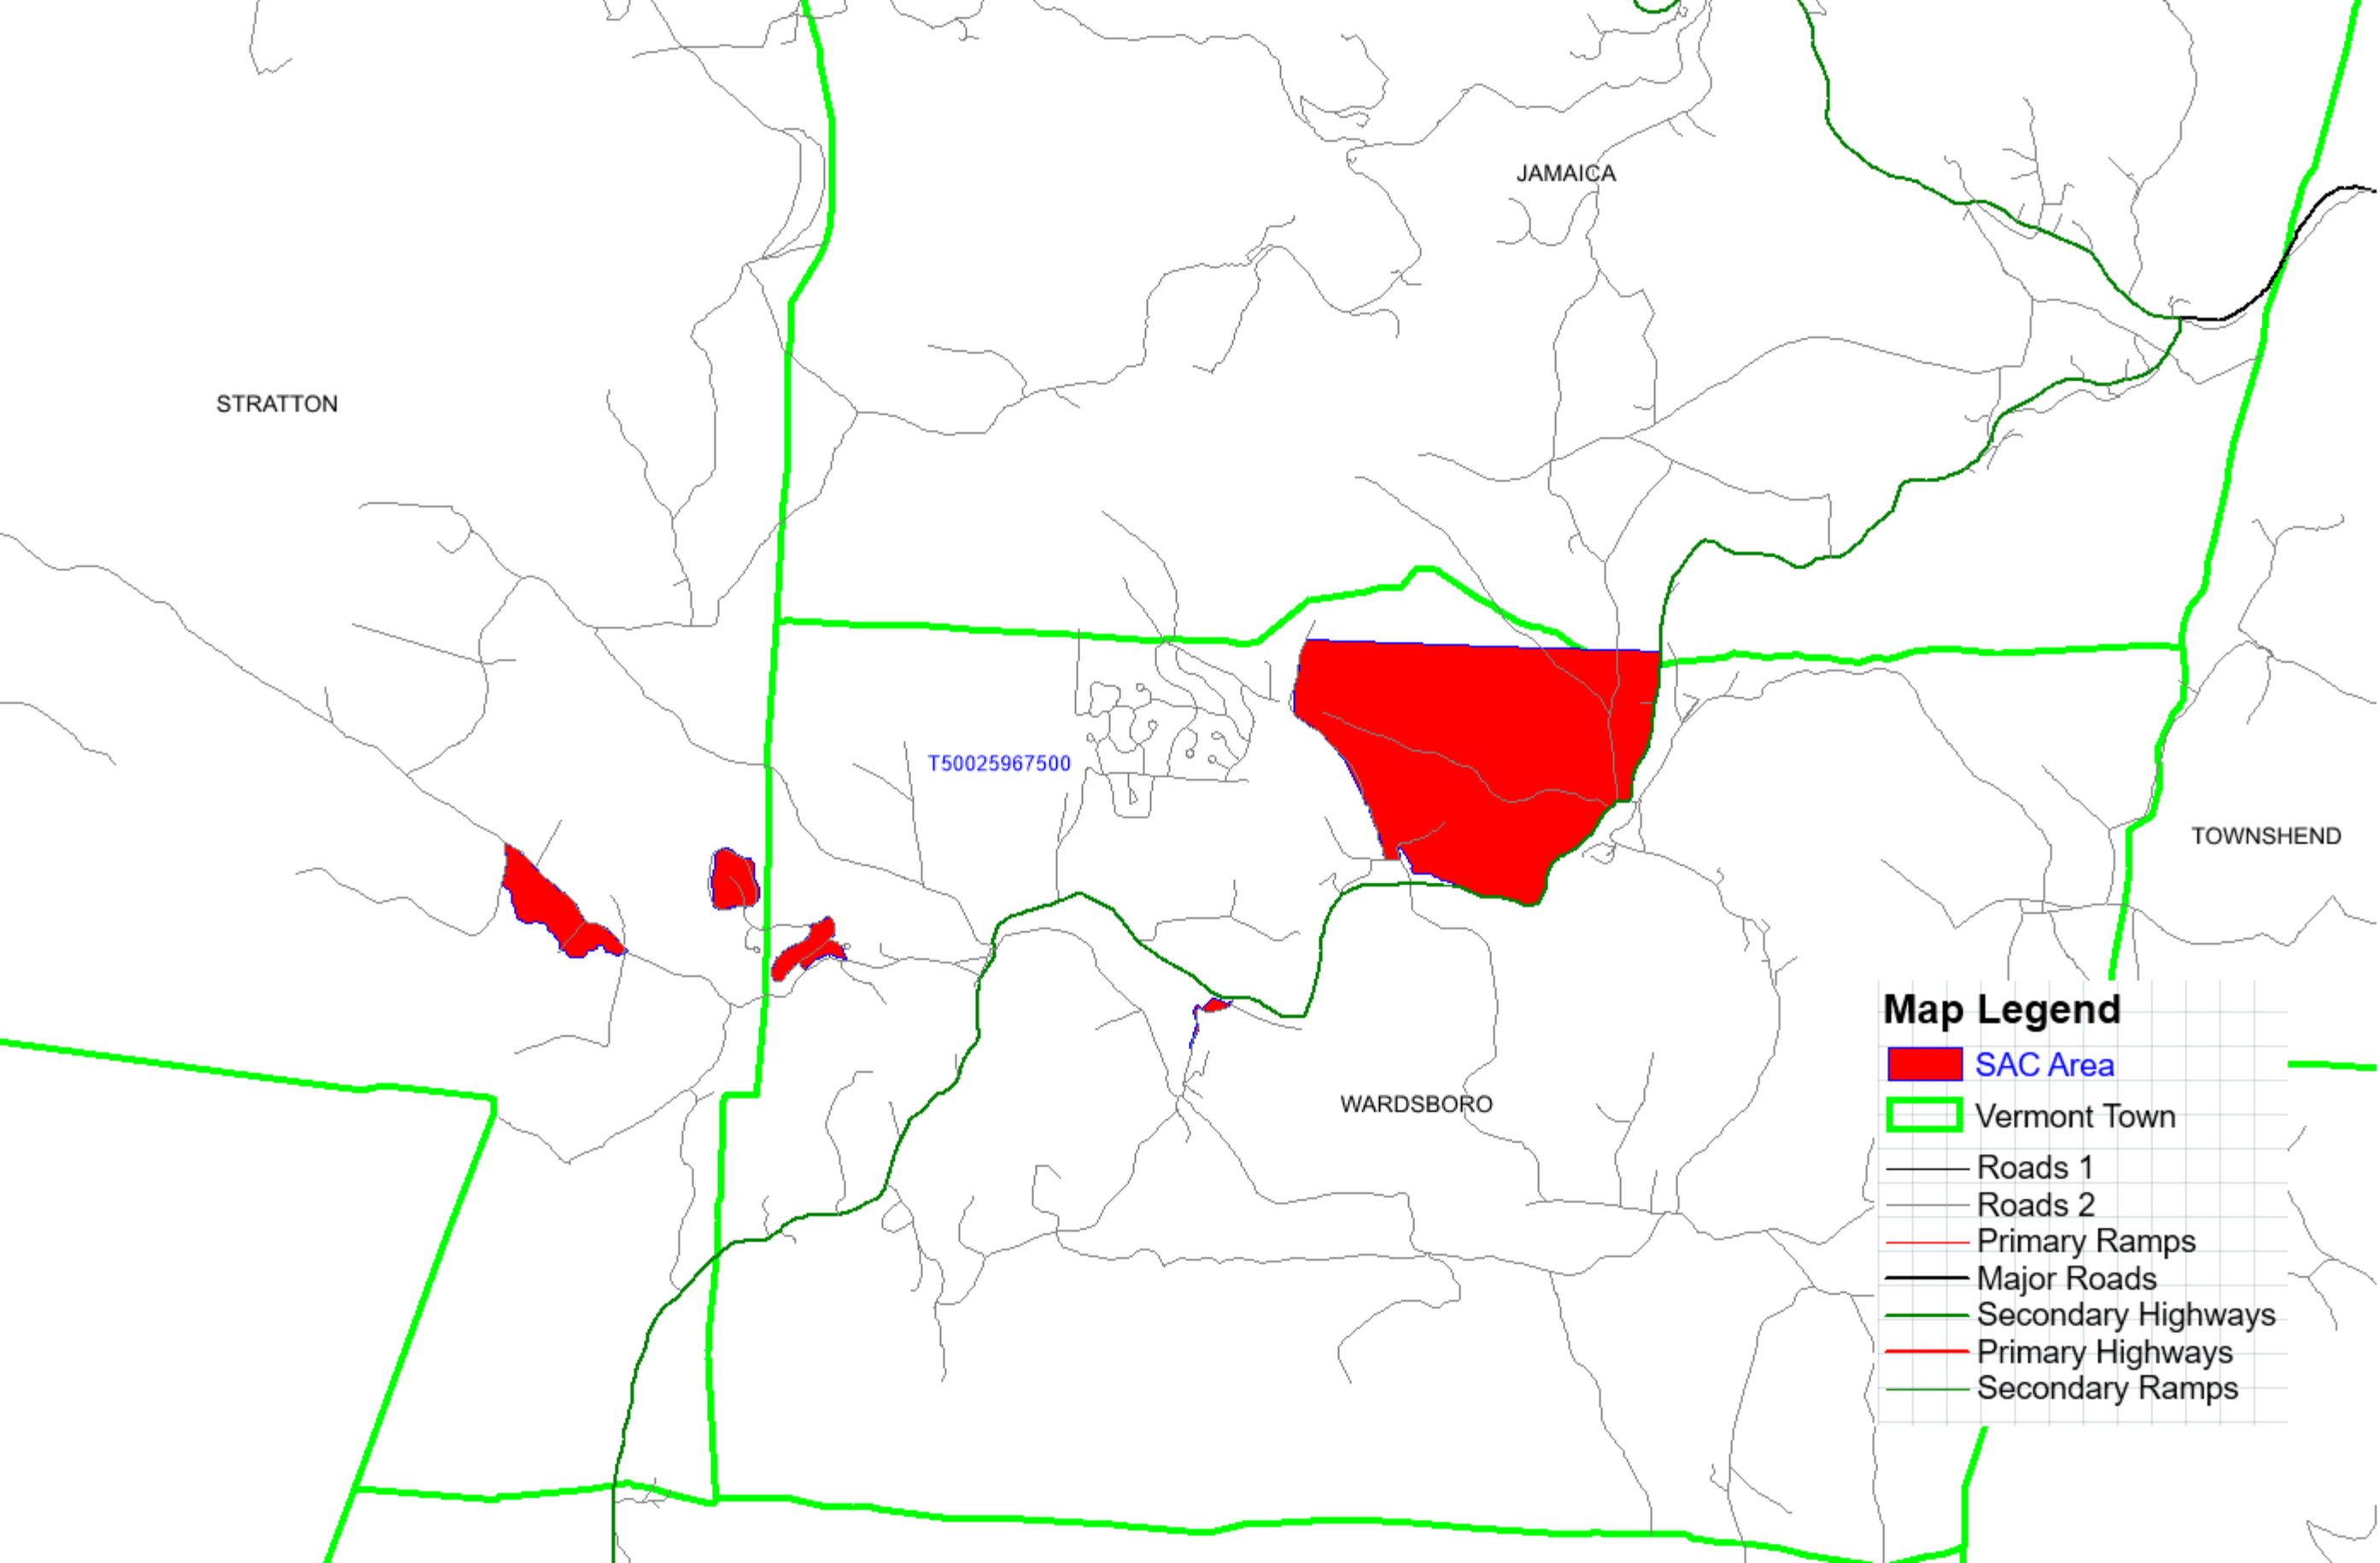 JAMAICA
STRATTON
T50025967500
TOWNSHEND
WARDSBORO
Map Legend
SAC Area
Vermont Town
Roads 1
Roads 2
Primary Ramps
Major Roads
Secondary Highways
Primary Highways
Secondary Ramps